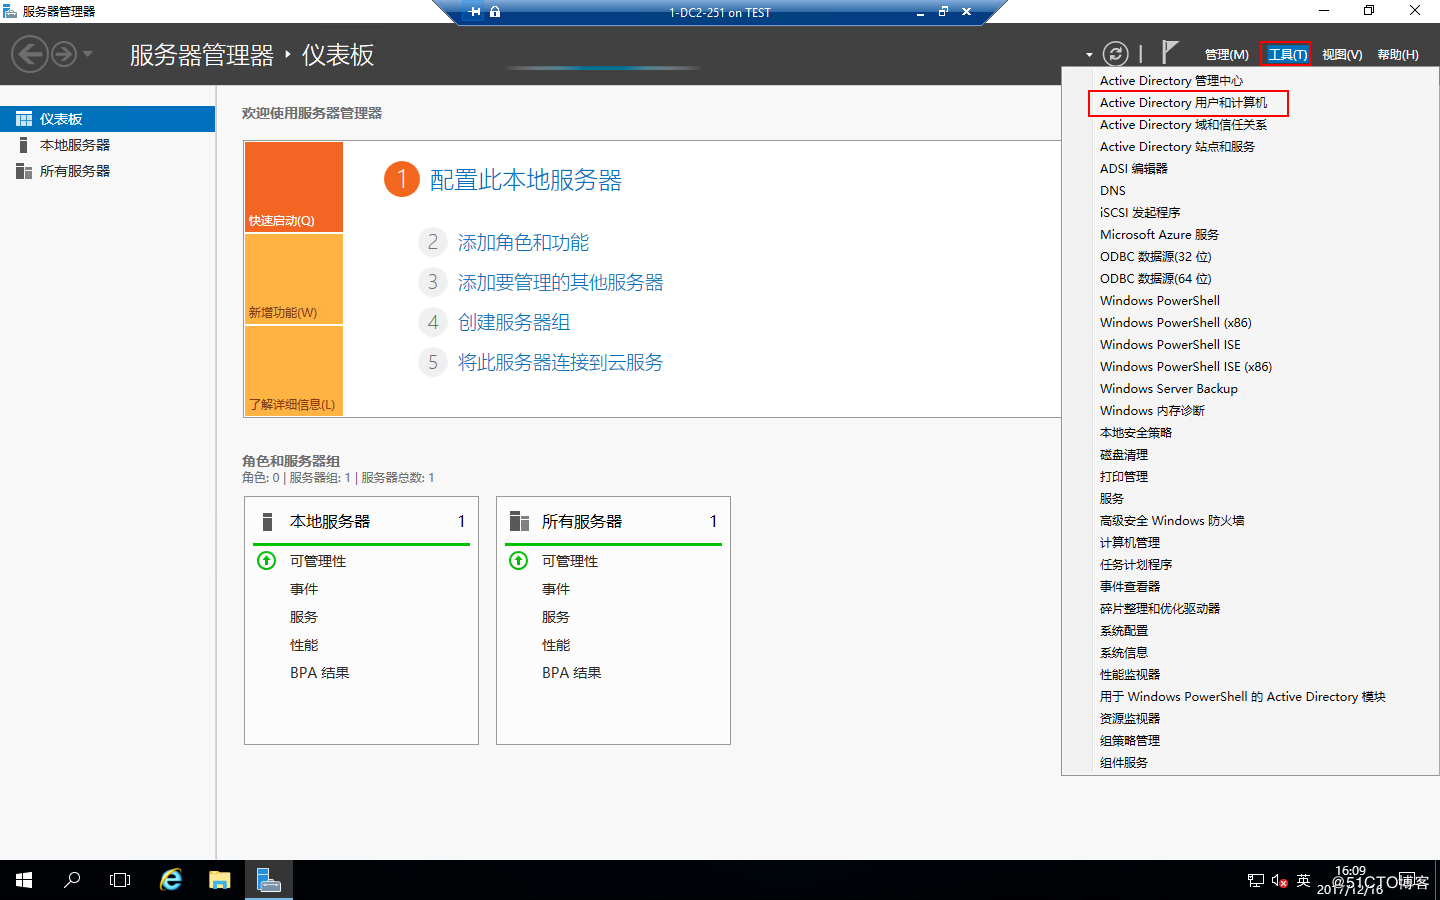 服务器管理器
1-DC2-251 on TEST
服务器管理器 ‣ 仪表板
管理(M) 工具(T) 视图(V) 帮助(H)
仪表板
本地服务器
所有服务器
欢迎使用服务器管理器
快速启动(Q)
新增功能(W)
了解详细信息(L)
1 配置此本地服务器
2 添加角色和功能
3 添加要管理的其他服务器
4 创建服务器组
5 将此服务器连接到云服务
角色和服务器组
角色: 0 | 服务器组: 1 | 服务器总数: 1
本地服务器 1
可管理性
事件
服务
性能
BPA 结果
所有服务器 1
可管理性
事件
服务
性能
BPA 结果
Active Directory 管理中心
Active Directory 用户和计算机
Active Directory 域和信任关系
Active Directory 站点和服务
ADSI 编辑器
DNS
iSCSI 发起程序
Microsoft Azure 服务
ODBC 数据源(32 位)
ODBC 数据源(64 位)
Windows PowerShell
Windows PowerShell (x86)
Windows PowerShell ISE
Windows PowerShell ISE (x86)
Windows Server Backup
Windows 内存诊断
本地安全策略
磁盘清理
打印管理
服务
高级安全 Windows 防火墙
计算机管理
任务计划程序
事件查看器
碎片整理和优化驱动器
系统配置
系统信息
性能监视器
用于 Windows PowerShell 的 Active Directory 模块
资源监视器
组策略管理
组件服务
英
16:09
2017/12/16
@51CTO博客